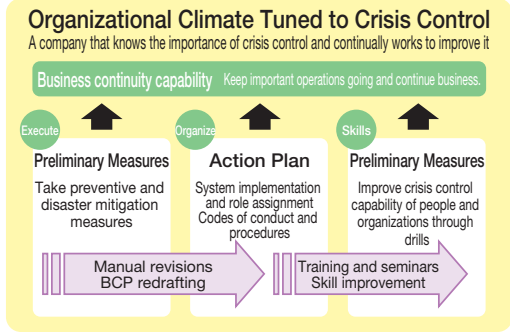 Organizational Climate Tuned to Crisis Control
A company that knows the importance of crisis control and continually works to improve it
Business continuity capability Keep important operations going and continue business.
Execute
Preliminary Measures
Take preventive and
disaster mitigation
measures
Organize
Action Plan
System implementation
and role assignment
Codes of conduct and
procedures
Skills
Preliminary Measures
Improve crisis control
capability of people and
organizations through
drills
Manual revisions
BCP redrafting
Training and seminars
Skill improvement